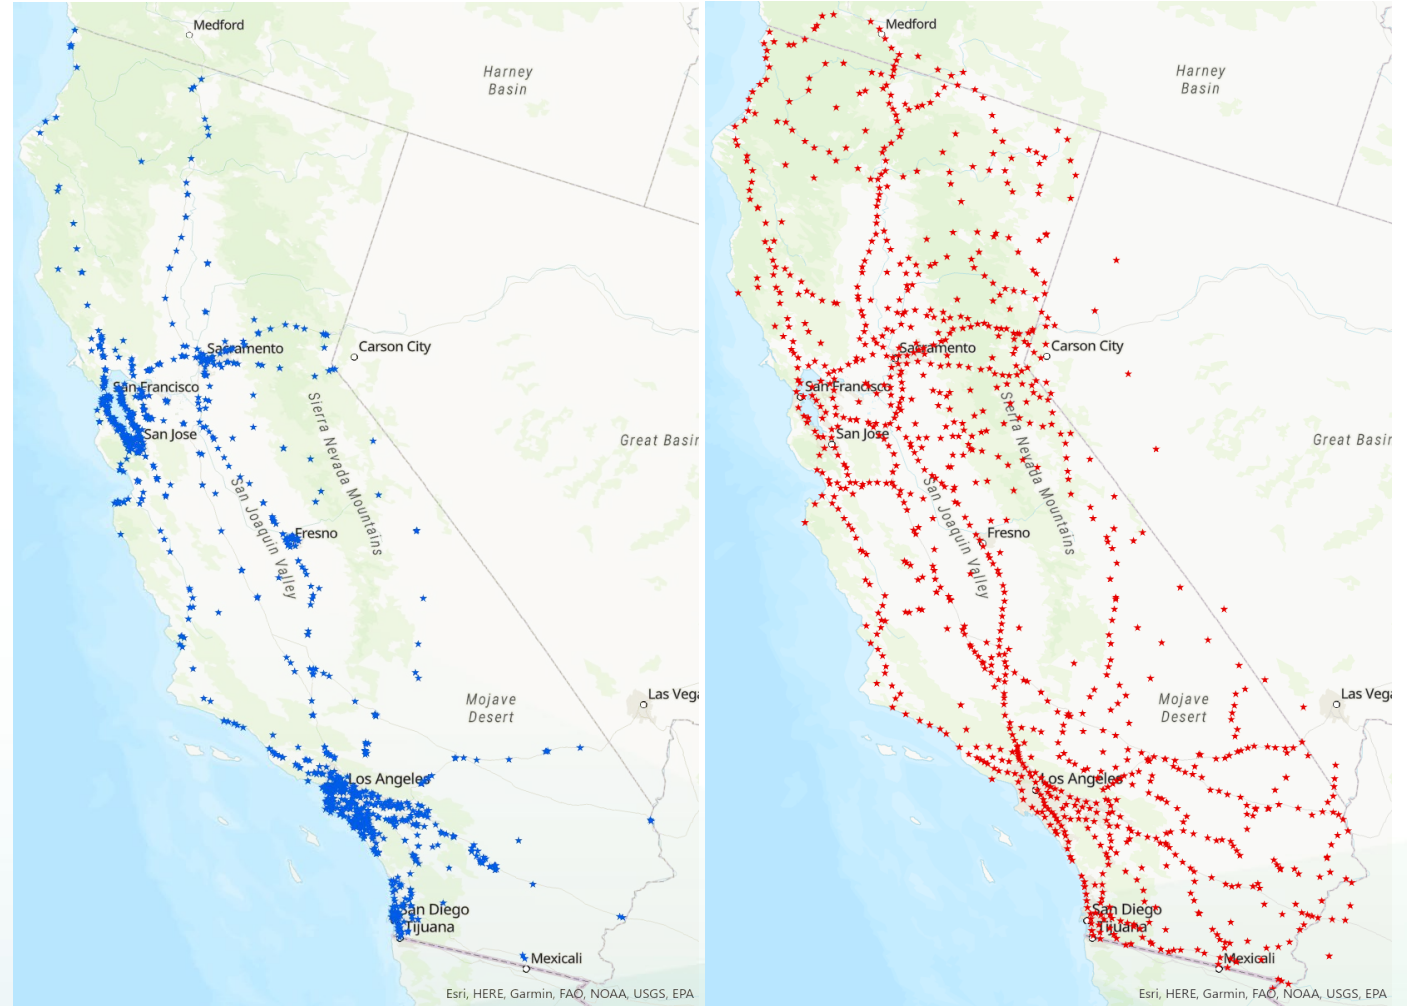 Medford
Harney
Basin
Carson City
Sacramento
San Francisco
San Jose
Sierra Nevada Mountains
Great Basin
San Joaquin Valley
Fresno
Mojave
Desert
Las Vega
Los Angeles
San Diego
Tijuana
Mexicali
Esri, HERE, Garmin, FAO, NOAA, USGS, EPA
Medford
Harney
Basin
Carson City
Sacramento
San Francisco
San Jose
Sierra Nevada Mountains
Great Basin
San Joaquin Valley
Fresno
Mojave
Desert
Las Veg
Los Angeles
San Diego
Tijuana
Mexicali
Esri, HERE, Garmin, FAO, NOAA, USGS, EPA